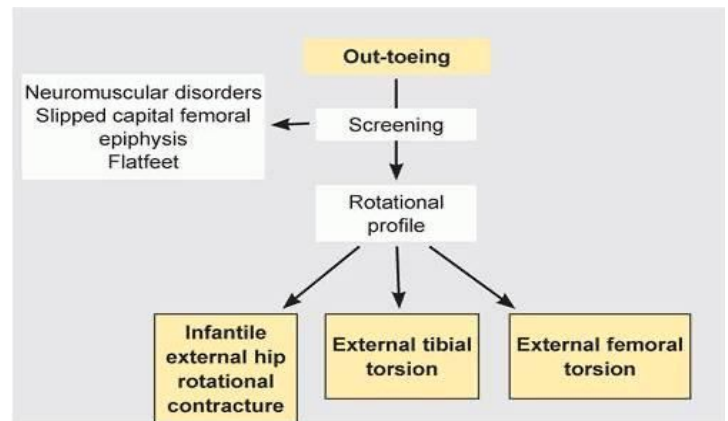 Out-toeing
Neuromuscular disorders
Slipped capital femoral
epiphysis
Flatfeet
Screening
Rotational
profile
Infantile
external hip
rotational
contracture
External tibial
torsion
External femoral
torsion